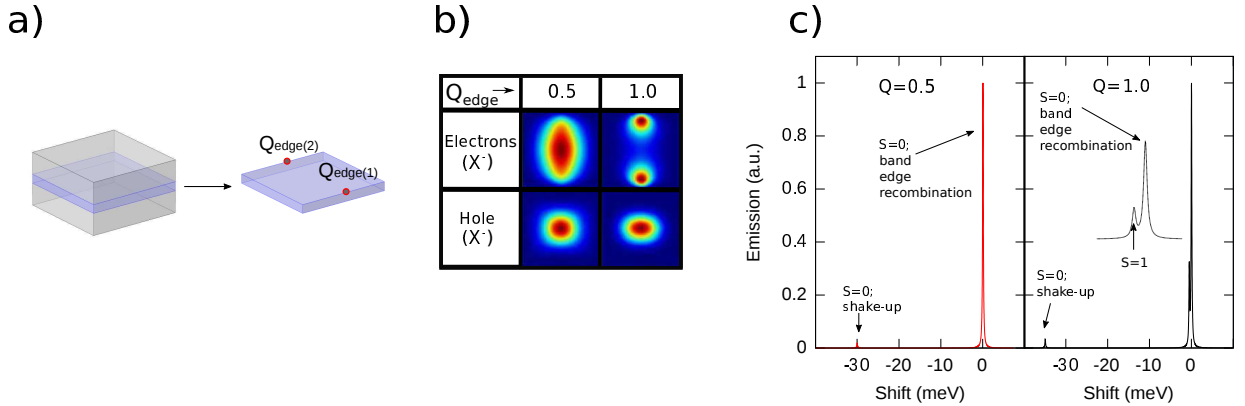 a)
Qedge(2)
Qedge(1)
b)
Qedge 0.5 1.0
Electrons
(X-)
Hole
(X-)
c)
Emission (a.u.)
1
0.8
0.6
0.4
0.2
0
Q=0.5
S=0;
band
edge
recombination
S=0;
shake-up
-30 -20 -10 0
Shift (meV)
Q=1.0
S=0;
band
edge
recombination
S=1
S=0;
shake-up
-30 -20 -10 0
Shift (meV)